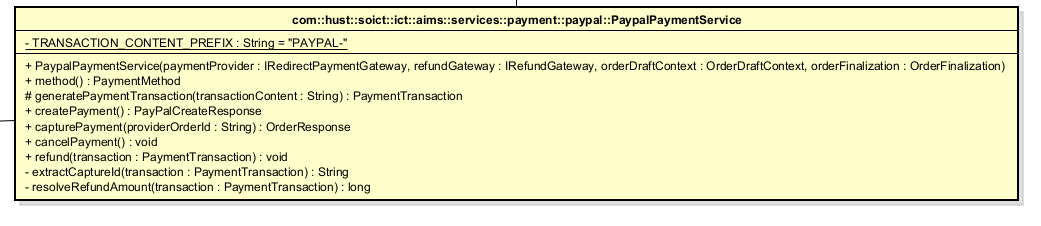 com::hust::soict::ict::aims::services::payment::paypal::PaypalPaymentService
- TRANSACTION_CONTENT_PREFIX : String = "PAYPAL-"
+ PaypalPaymentService(paymentProvider : IRedirectPaymentGateway, refundGateway : IRefundGateway, orderDraftContext : OrderDraftContext, orderFinalization : OrderFinalization)
+ method() : PaymentMethod
# generatePaymentTransaction(transactionContent : String) : PaymentTransaction
+ createPayment() : PayPalCreateResponse
+ capturePayment(providerOrderId : String) : OrderResponse
+ cancelPayment() : void
+ refund(transaction : PaymentTransaction) : void
- extractCaptureId(transaction : PaymentTransaction) : String
- resolveRefundAmount(transaction : PaymentTransaction) : long